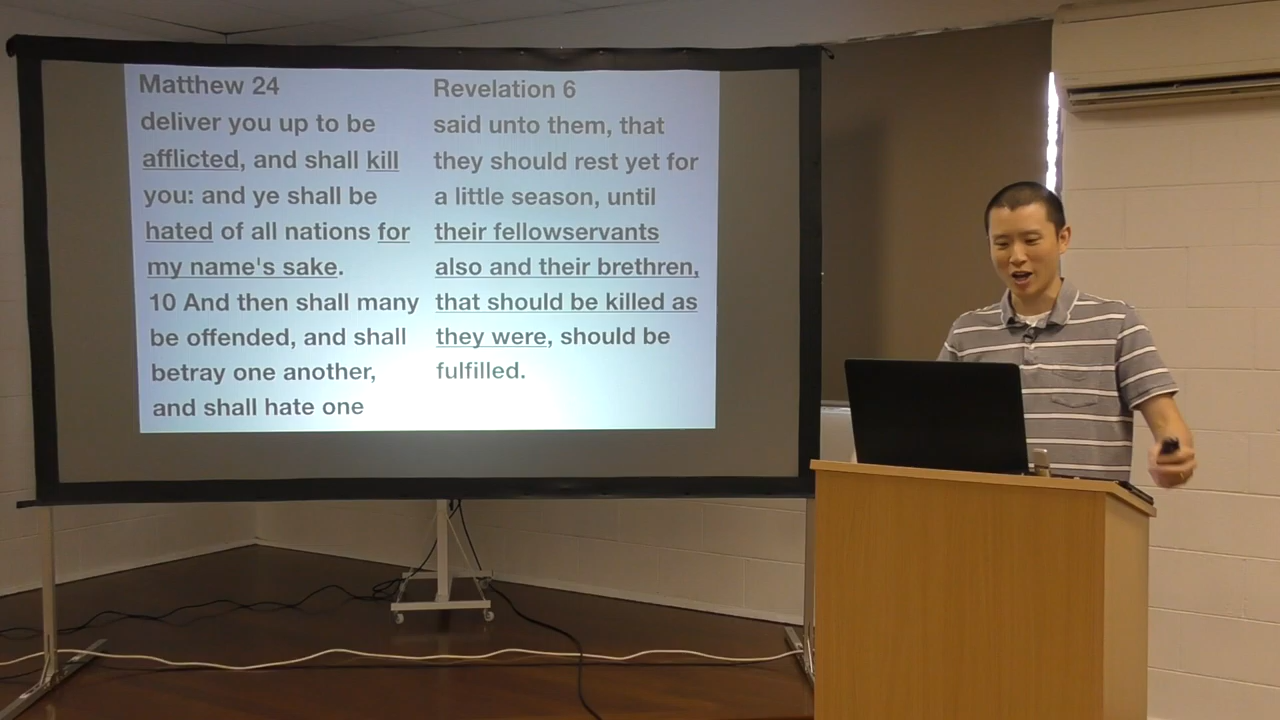 Matthew 24
deliver you up to be
afflicted, and shall kill
you: and ye shall be
hated of all nations for
my name's sake.
10 And then shall many
be offended, and shall
betray one another,
and shall hate one
Revelation 6
said unto them, that
they should rest yet for
a little season, until
their fellowservants
also and their brethren,
that should be killed as
they were, should be
fulfilled.